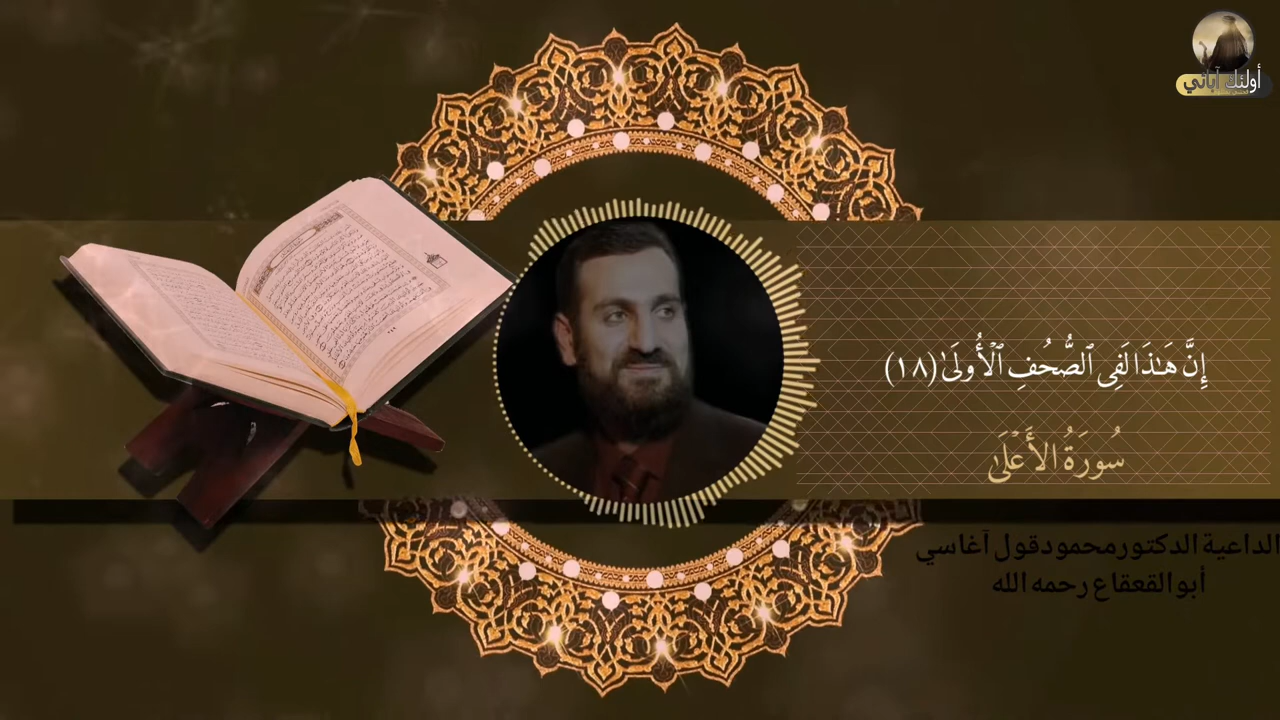 أولئك آبائي
إِنَّ هَٰذَا لَفِى ٱلصُّحُفِ ٱلْأُولَىٰ (١٨)
سُورَةُ الأَعْلَىٰ
الداعية الدكتور محمود قول آغاسي
أبو القعقاع رحمه الله